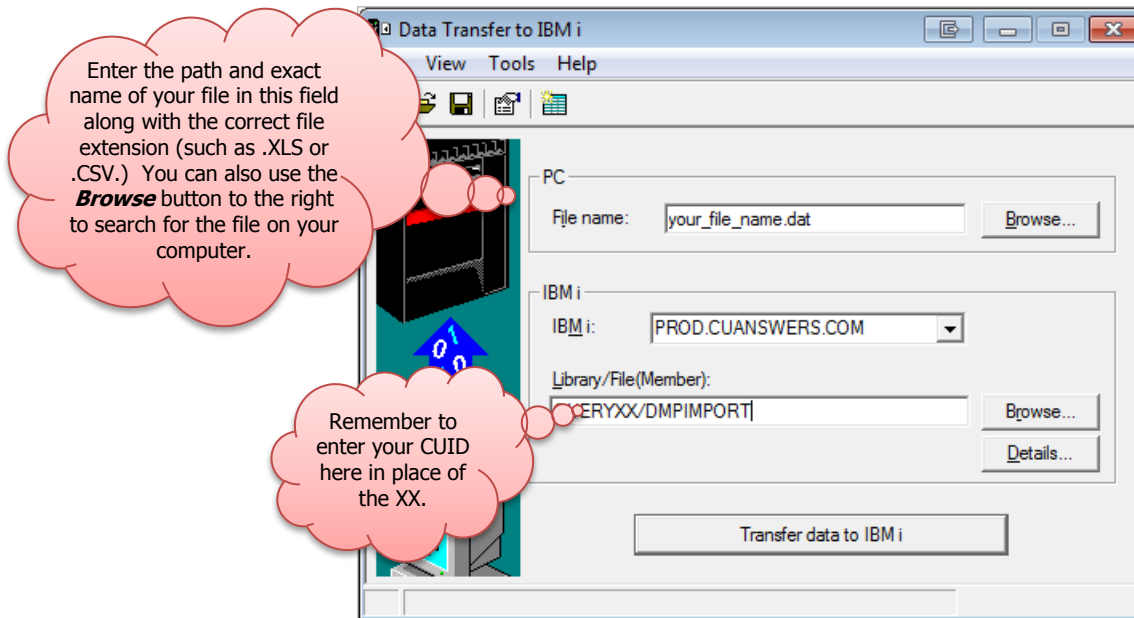 Data Transfer to IBM i
View Tools Help
Enter the path and exact
name of your file in this field
along with the correct file
extension (such as .XLS or
.CSV.) You can also use the
Browse button to the right
to search for the file on your
computer.
PC
File name: your_file_name.dat Browse...
IBM i
IBM i: PROD.CUANSWERS.COM
Library/File(Member):
ERYXX/DMPIMPORT Browse...
Details...
Remember to
enter your CUID
here in place of
the XX.
Transfer data to IBM i
0 1
0